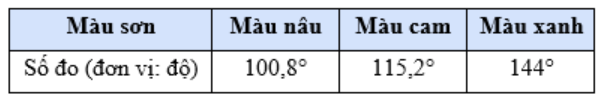 Màu sơn Màu nâu Màu cam Màu xanh
Số đo (đơn vị: độ) 100,8° 115,2° 144°